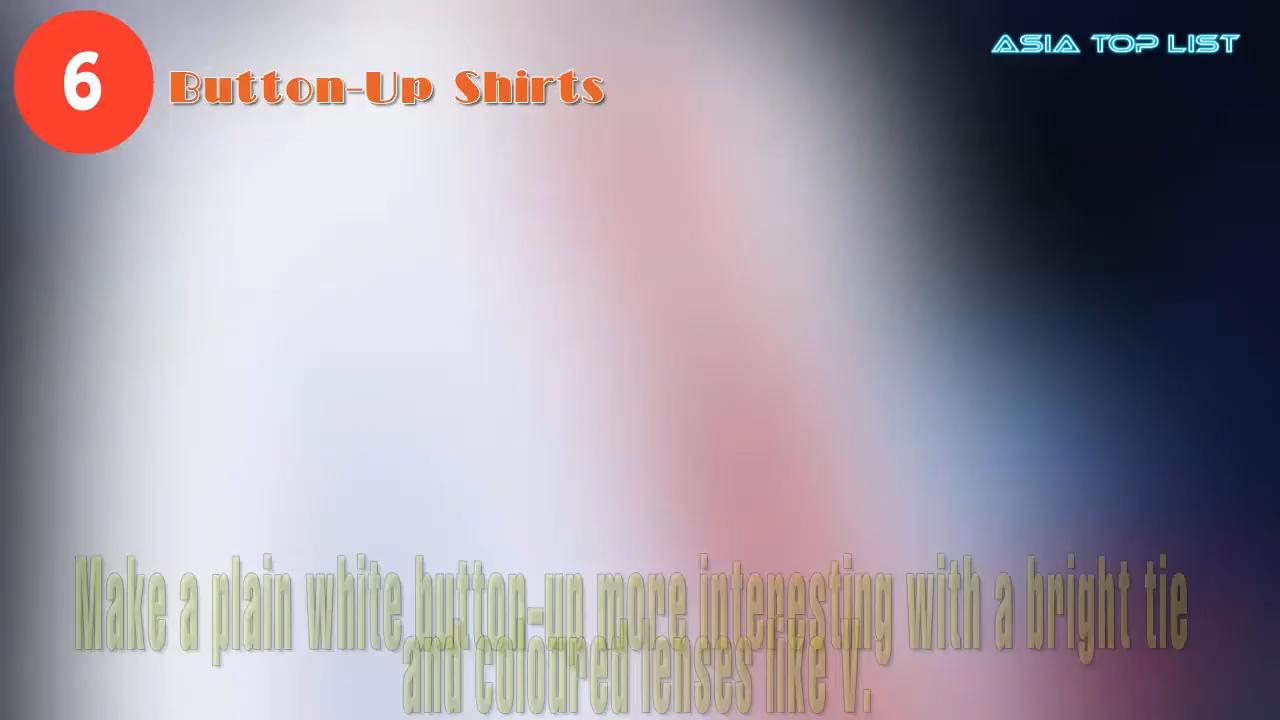 6
Button-Up Shirts
ASIA TOP LIST
Make a plain white button-up more interesting with a bright tie
and coloured lenses like V.